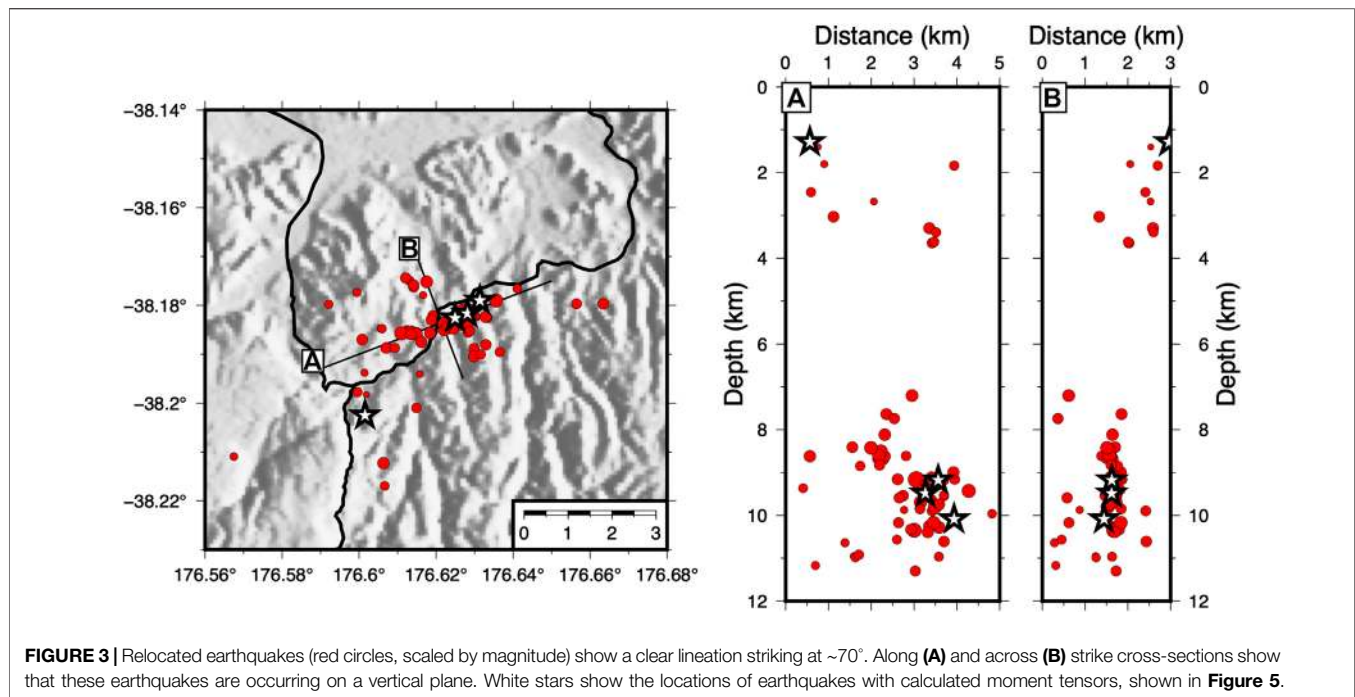 −38.14°
−38.16°
−38.18°
−38.2°
−38.22°
176.56° 176.58° 176.6° 176.62° 176.64° 176.66° 176.68°
A
B
0 1 2 3
Distance (km)
0 1 2 3 4 5
A
Depth (km)
0
2
4
6
8
10
12
Distance (km)
0 1 2 3
B
Depth (km)
0
2
4
6
8
10
12
FIGURE 3 | Relocated earthquakes (red circles, scaled by magnitude) show a clear lineation striking at ~70°. Along (A) and across (B) strike cross-sections show
that these earthquakes are occurring on a vertical plane. White stars show the locations of earthquakes with calculated moment tensors, shown in Figure 5.